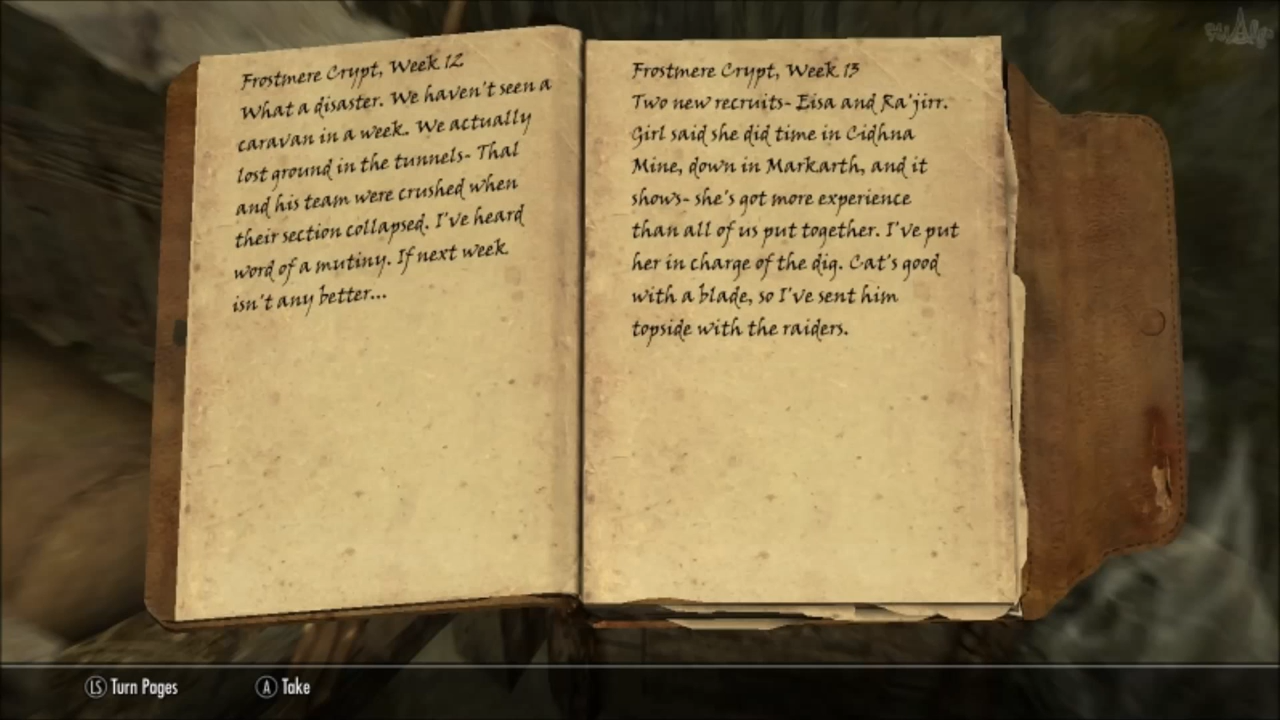 Frostmere Crypt, Week 12
What a disaster. We haven't seen a
caravan in a week. We actually
lost ground in the tunnels- Thal
and his team were crushed when
their section collapsed. I've heard
word of a mutiny. If next week
isn't any better...
Frostmere Crypt, Week 13
Two new recruits- Eisa and Ra'jirr.
Girl said she did time in Cidhna
Mine, down in Markarth, and it
shows- she's got more experience
than all of us put together. I've put
her in charge of the dig. Cat's good
with a blade, so I've sent him
topside with the raiders.
LS Turn Pages
A Take